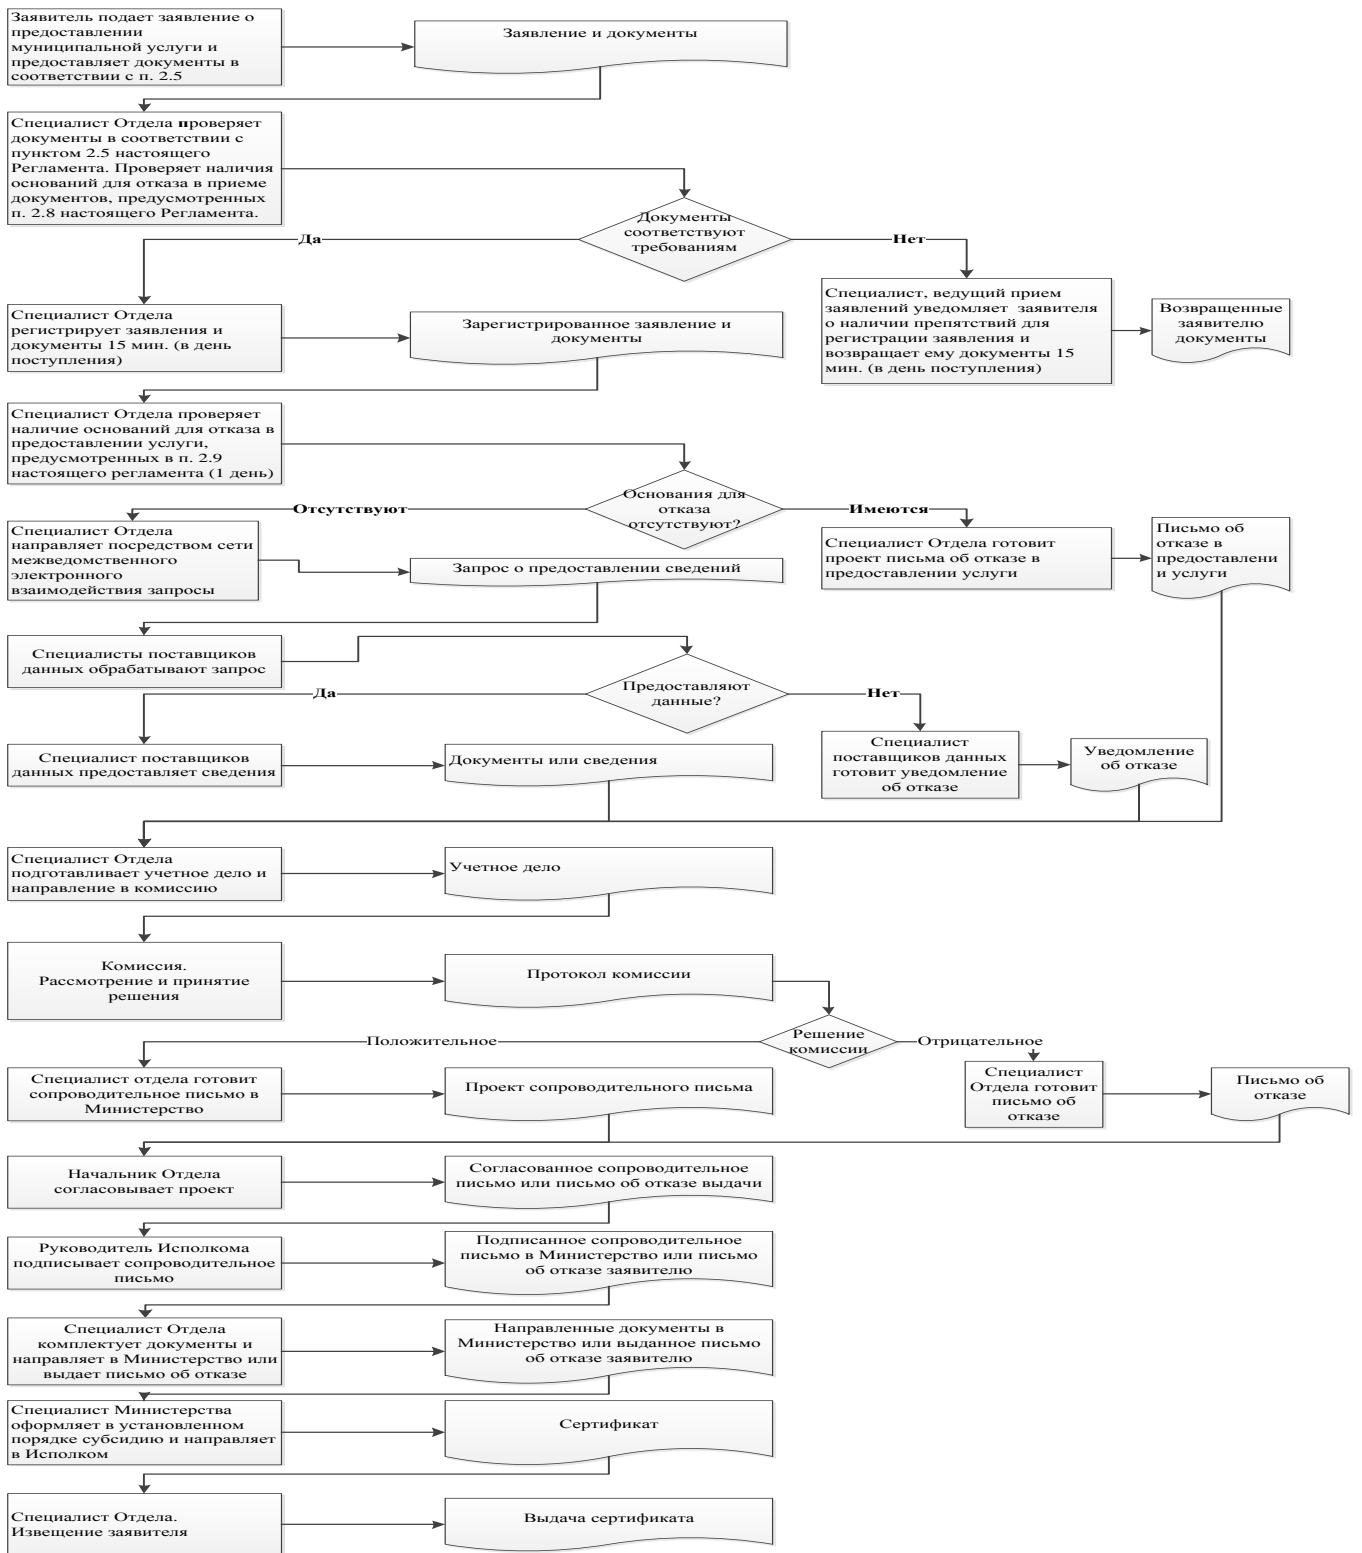 Заявитель подает заявление о
предоставлении
муниципальной услуги и
предоставляет документы в
соответствии с п. 2.5
Заявление и документы
Специалист Отдела проверяет
документы в соответствии с
пунктом 2.5 настоящего
Регламента. Проверяет наличия
оснований для отказа в приеме
документов, предусмотренных
п. 2.8 настоящего Регламента.
Документы
соответствуют
требованиям
Да
Нет
Специалист Отдела
регистрирует заявления и
документы 15 мин. (в день
поступления)
Зарегистрированное заявление и
документы
Специалист, ведущий прием
заявлений уведомляет заявителя
о наличии препятствий для
регистрации заявления и
возвращает ему документы 15
мин. (в день поступления)
Возвращенные
заявителю
документы
Специалист Отдела проверяет
наличие оснований для отказа в
предоставлении услуги,
предусмотренных в п. 2.9
настоящего регламента (1 день)
Основания для
отказа
отсутствуют?
Отсутствуют
Имеются
Специалист Отдела
направляет посредством сети
межведомственного
электронного
взаимодействия запросы
Запрос о предоставлении сведений
Специалист Отдела готовит
проект письма об отказе в
предоставлении услуги
Письмо об
отказе в
предоставлени
и услуги
Специалисты поставщиков
данных обрабатывают запрос
Предоставляют
данные?
Да
Нет
Специалист поставщиков
данных предоставляет сведения
Документы или сведения
Специалист
поставщиков данных
готовит уведомление
об отказе
Уведомление
об отказе
Специалист Отдела
подготавливает учетное дело и
направление в комиссию
Учетное дело
Комиссия.
Рассмотрение и принятие
решения
Протокол комиссии
Решение
комиссии
Положительное
Отрицательное
Специалист отдела готовит
сопроводительное письмо в
Министерство
Проект сопроводительного письма
Специалист
Отдела готовит
письмо об
отказе
Письмо об
отказе
Начальник Отдела
согласовывает проект
Согласованное сопроводительное
письмо или письмо об отказе выдачи
Руководитель Исполкома
подписывает сопроводительное
письмо
Подписанное сопроводительное
письмо в Министерство или письмо
об отказе заявителю
Специалист Отдела
комплектует документы и
направляет в Министерство или
выдает письмо об отказе
Направленные документы в
Министерство или выданное письмо
об отказе заявителю
Специалист Министерства
оформляет в установленном
порядке субсидию и направляет
в Исполком
Сертификат
Специалист Отдела.
Извещение заявителя
Выдача сертификата